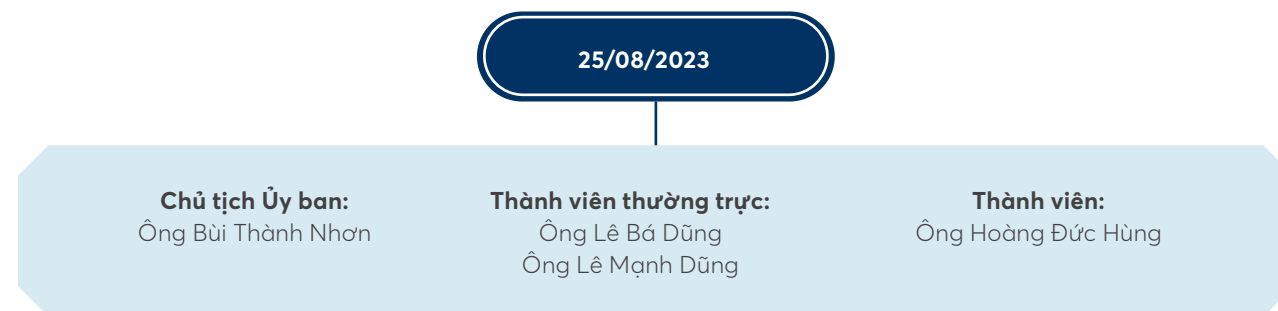 25/08/2023
Chủ tịch Ủy ban:
Ông Bùi Thành Nhơn
Thành viên thường trực:
Ông Lê Bá Dũng
Ông Lê Mạnh Dũng
Thành viên:
Ông Hoàng Đức Hùng